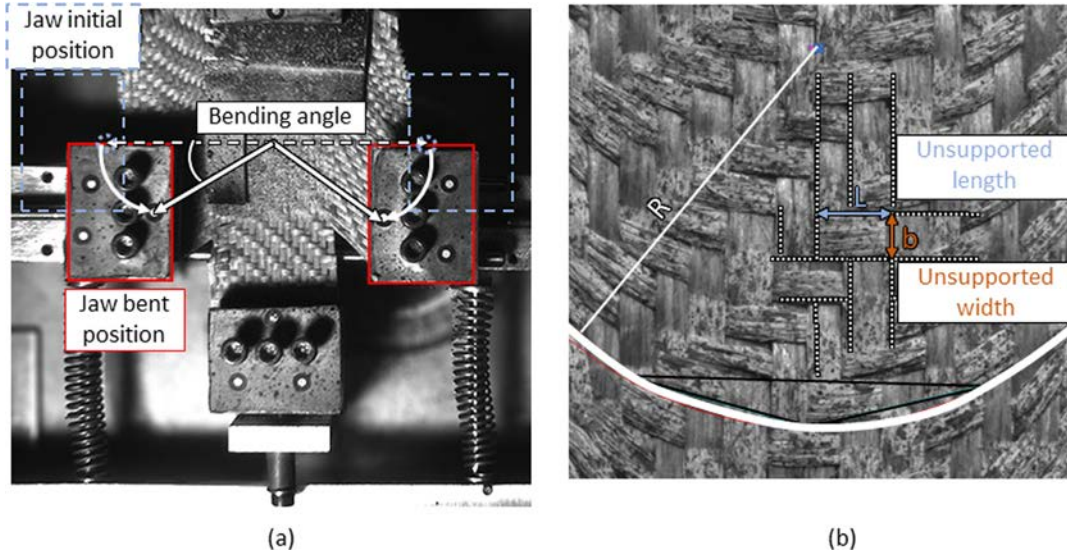 Jaw initial
position
Bending angle
Jaw bent
position
Unsupported
length
R
L
b
Unsupported
width
(a)
(b)